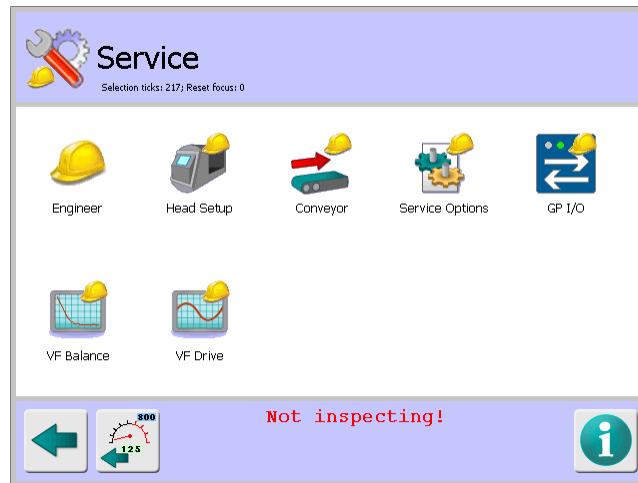 Service
Selection ticks: 217; Reset focus: 0
Engineer
Head Setup
Conveyor
Service Options
GP I/O
VF Balance
VF Drive
800
125
Not inspecting!
i